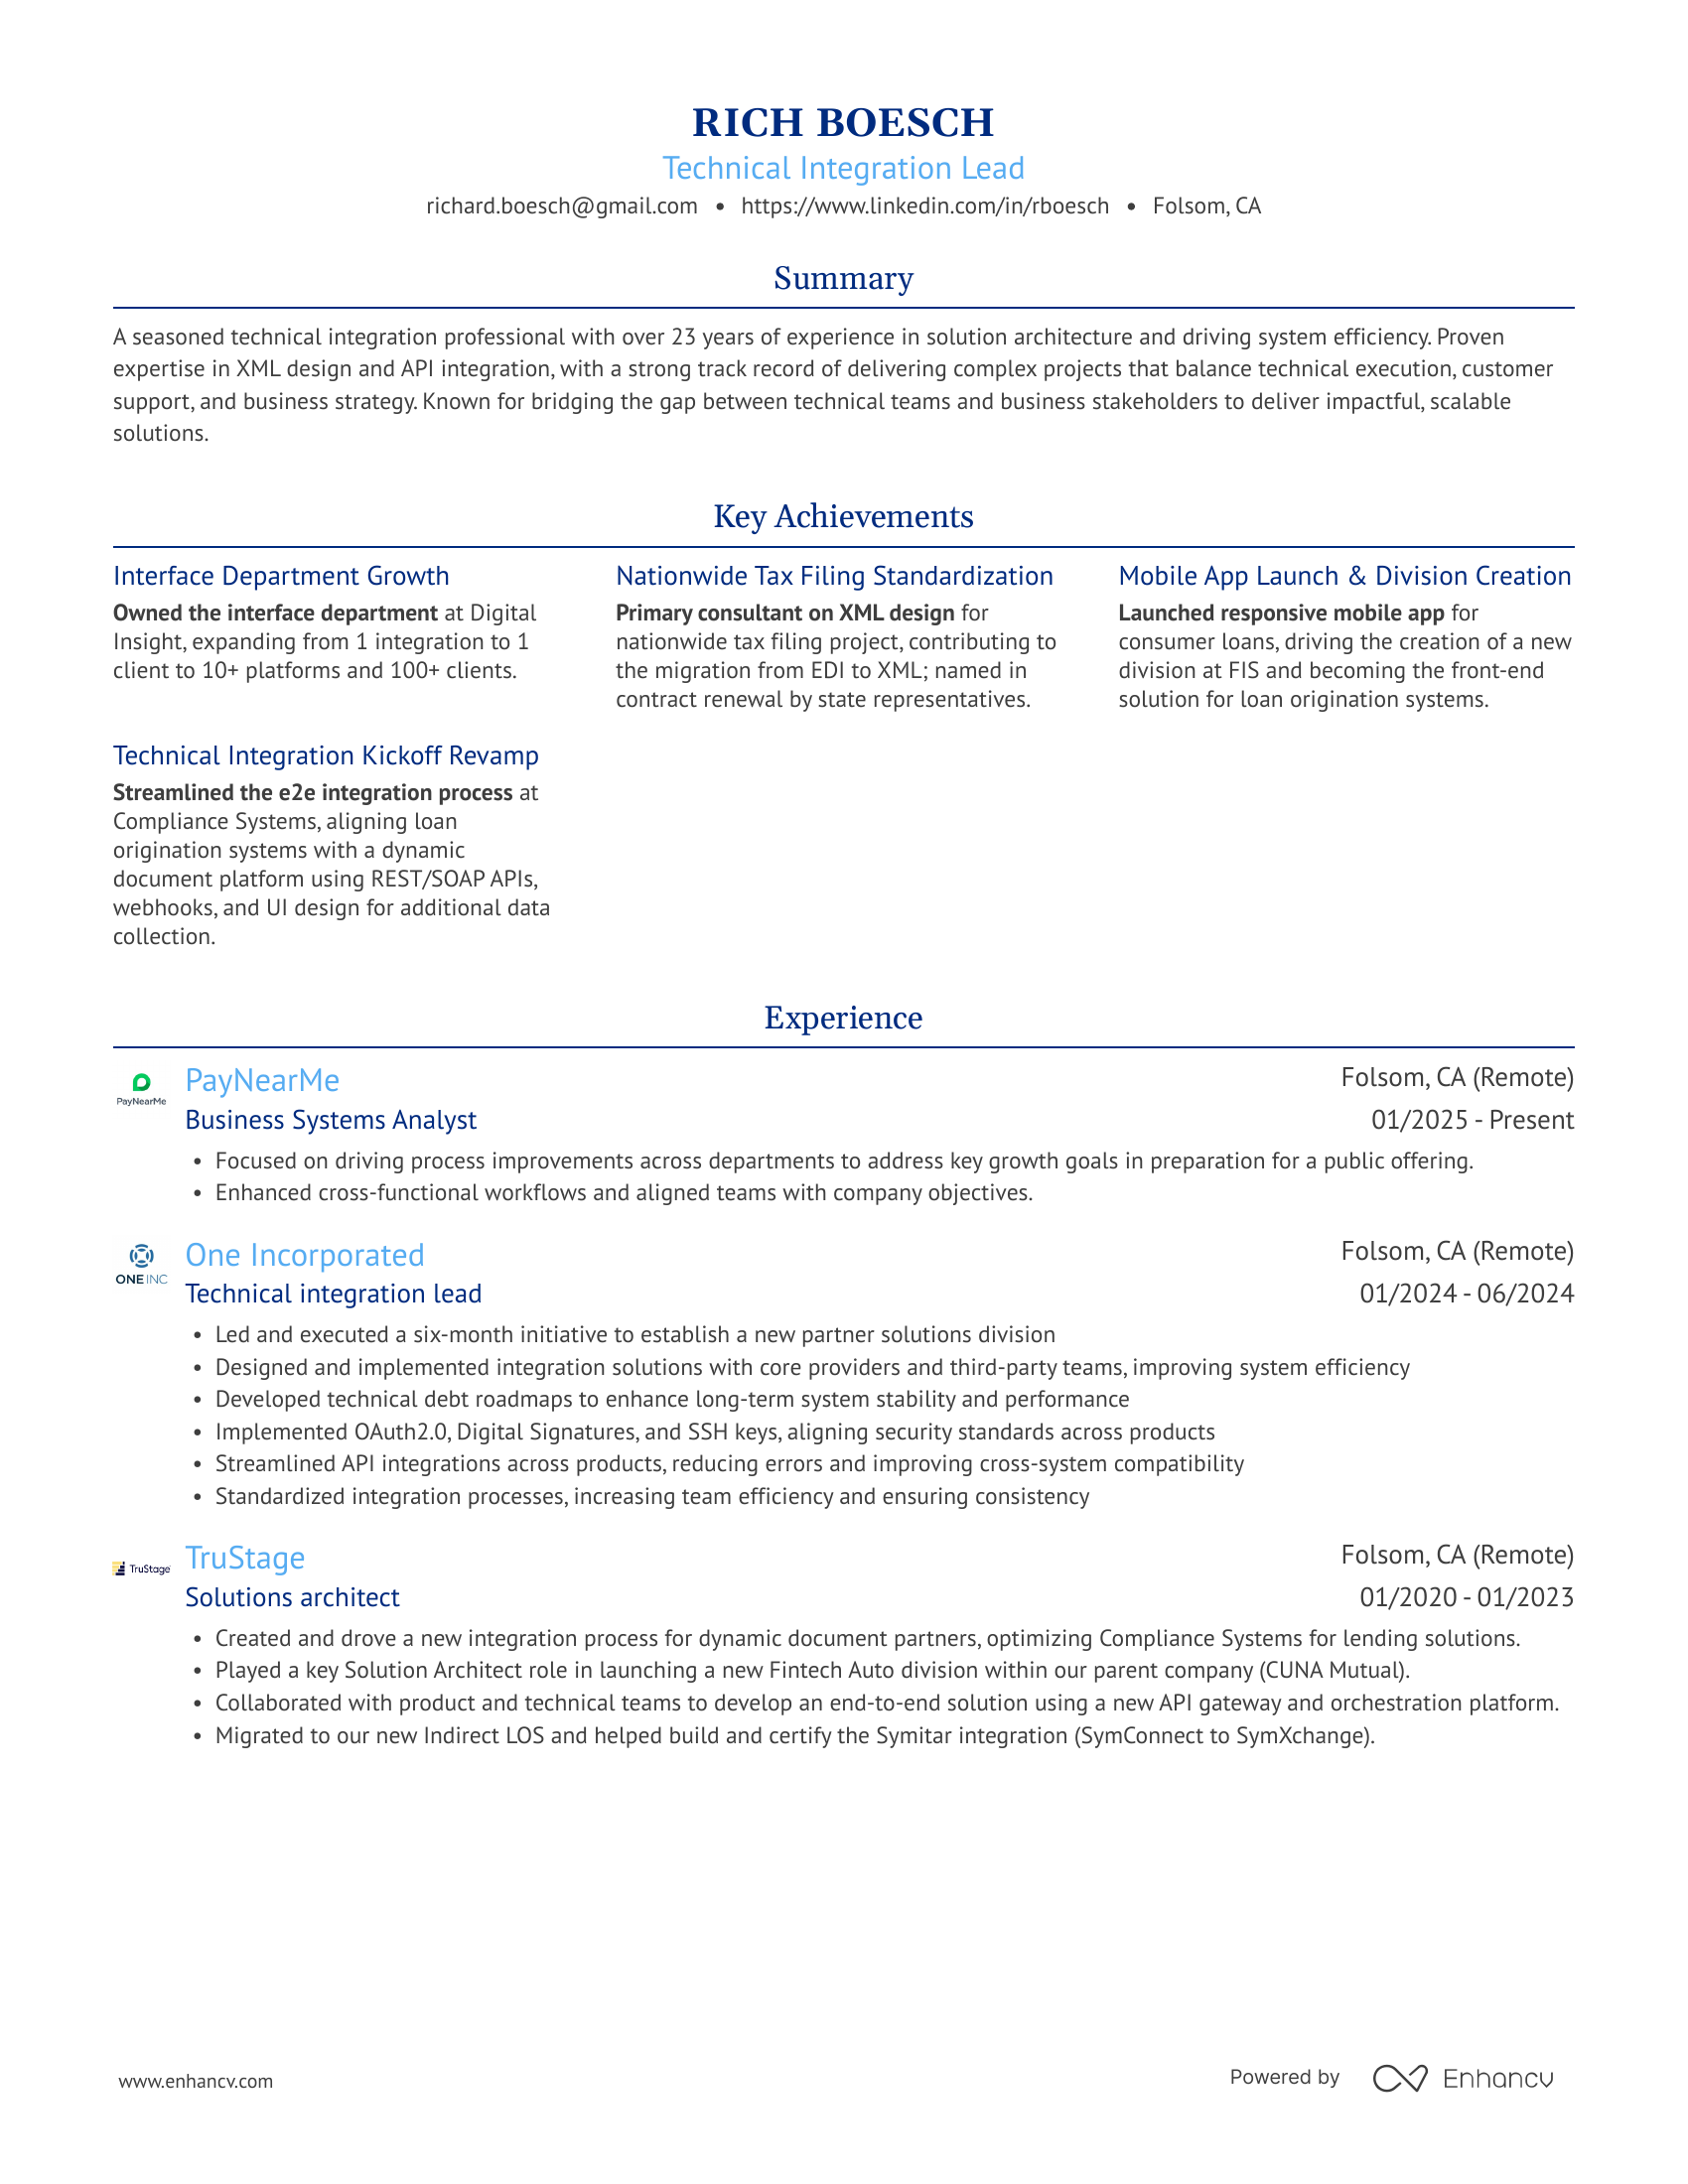 RICH BOESCH
Technical Integration Lead
richard.boesch@gmail.com • https://www.linkedin.com/in/rboesch • Folsom, CA
Summary
A seasoned technical integration professional with over 23 years of experience in solution architecture and driving system efficiency. Proven
expertise in XML design and API integration, with a strong track record of delivering complex projects that balance technical execution, customer
support, and business strategy. Known for bridging the gap between technical teams and business stakeholders to deliver impactful, scalable
solutions.
Key Achievements
Interface Department Growth
Owned the interface department at Digital
Insight, expanding from 1 integration to 1
client to 10+ platforms and 100+ clients.
Nationwide Tax Filing Standardization
Primary consultant on XML design for
nationwide tax filing project, contributing to
the migration from EDI to XML; named in
contract renewal by state representatives.
Mobile App Launch & Division Creation
Launched responsive mobile app for
consumer loans, driving the creation of a new
division at FIS and becoming the front-end
solution for loan origination systems.
Technical Integration Kickoff Revamp
Streamlined the e2e integration process at
Compliance Systems, aligning loan
origination systems with a dynamic
document platform using REST/SOAP APIs,
webhooks, and UI design for additional data
collection.
Experience
PayNearMe
PayNearMe Folsom, CA (Remote)
Business Systems Analyst 01/2025 - Present
• Focused on driving process improvements across departments to address key growth goals in preparation for a public offering.
• Enhanced cross-functional workflows and aligned teams with company objectives.
ONE INC
One Incorporated Folsom, CA (Remote)
Technical integration lead 01/2024 - 06/2024
• Led and executed a six-month initiative to establish a new partner solutions division
• Designed and implemented integration solutions with core providers and third-party teams, improving system efficiency
• Developed technical debt roadmaps to enhance long-term system stability and performance
• Implemented OAuth2.0, Digital Signatures, and SSH keys, aligning security standards across products
• Streamlined API integrations across products, reducing errors and improving cross-system compatibility
• Standardized integration processes, increasing team efficiency and ensuring consistency
TruStage
TruStage Folsom, CA (Remote)
Solutions architect 01/2020 - 01/2023
• Created and drove a new integration process for dynamic document partners, optimizing Compliance Systems for lending solutions.
• Played a key Solution Architect role in launching a new Fintech Auto division within our parent company (CUNA Mutual).
• Collaborated with product and technical teams to develop an end-to-end solution using a new API gateway and orchestration platform.
• Migrated to our new Indirect LOS and helped build and certify the Symitar integration (SymConnect to SymXchange).
www.enhancv.com Powered by Enhancv